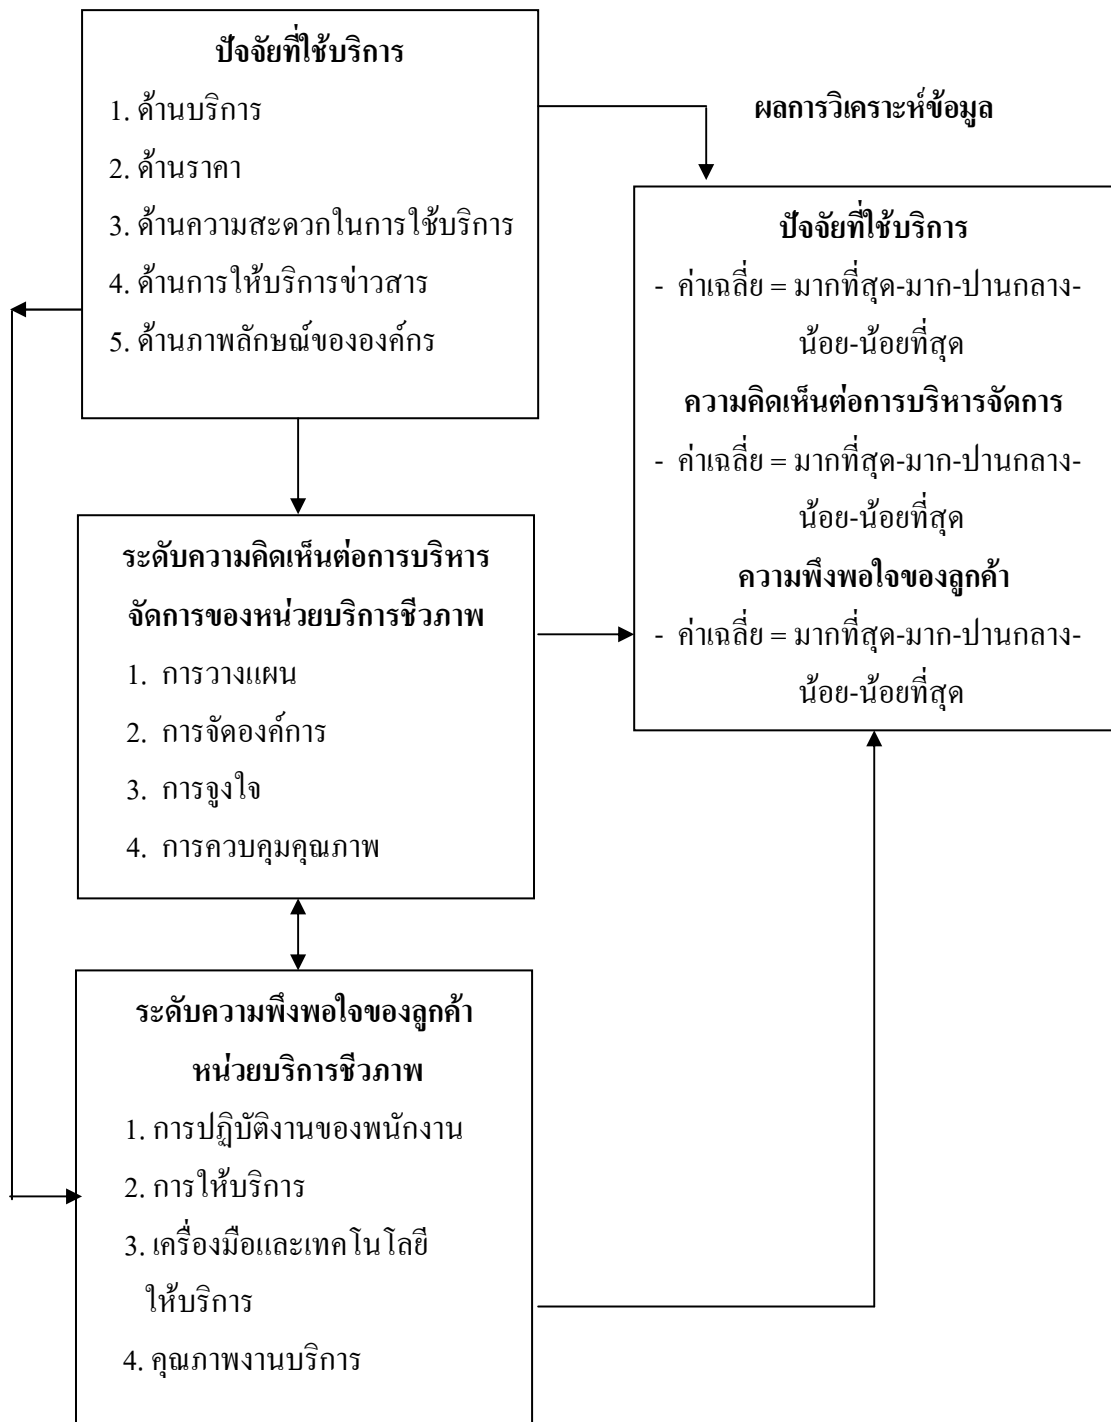 ปัจจัยที่ใช้บริการ
1. ด้านบริการ
2. ด้านราคา
3. ด้านความสะดวกในการใช้บริการ
4. ด้านการให้บริการข่าวสาร
5. ด้านภาพลักษณ์ขององค์กร
ผลการวิเคราะห์ข้อมูล
ปัจจัยที่ใช้บริการ
- ค่าเฉลี่ย = มากที่สุด-มาก-ปานกลาง-
น้อย-น้อยที่สุด
ความคิดเห็นต่อการบริหารจัดการ
- ค่าเฉลี่ย = มากที่สุด-มาก-ปานกลาง-
น้อย-น้อยที่สุด
ความพึงพอใจของลูกค้า
- ค่าเฉลี่ย = มากที่สุด-มาก-ปานกลาง-
น้อย-น้อยที่สุด
ระดับความคิดเห็นต่อการบริหาร
จัดการของหน่วยบริการชีวภาพ
1. การวางแผน
2. การจัดองค์การ
3. การจูงใจ
4. การควบคุมคุณภาพ
ระดับความพึงพอใจของลูกค้า
หน่วยบริการชีวภาพ
1. การปฏิบัติงานของพนักงาน
2. การให้บริการ
3. เครื่องมือและเทคโนโลยี
ให้บริการ
4. คุณภาพงานบริการ